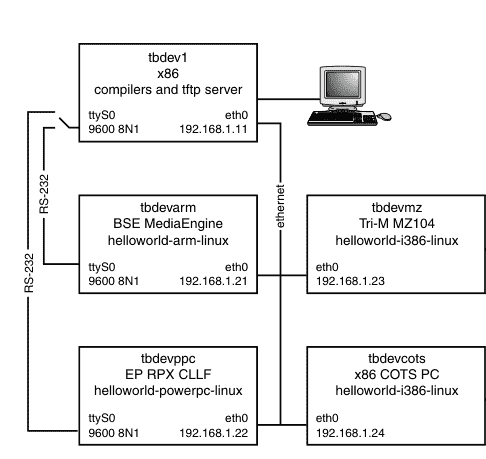 tbdev1
x86
compilers and tftp server
ttyS0 eth0
9600 8N1 192.168.1.11
RS-232
RS-232
ethernet
tbdevarm
BSE MediaEngine
helloworld-arm-linux
ttyS0 eth0
9600 8N1 192.168.1.21
tbdevmz
Tri-M MZ104
helloworld-i386-linux
eth0
192.168.1.23
tbdevppc
EP RPX CLLF
helloworld-powerpc-linux
ttyS0 eth0
9600 8N1 192.168.1.22
tbdevcots
x86 COTS PC
helloworld-i386-linux
eth0
192.168.1.24